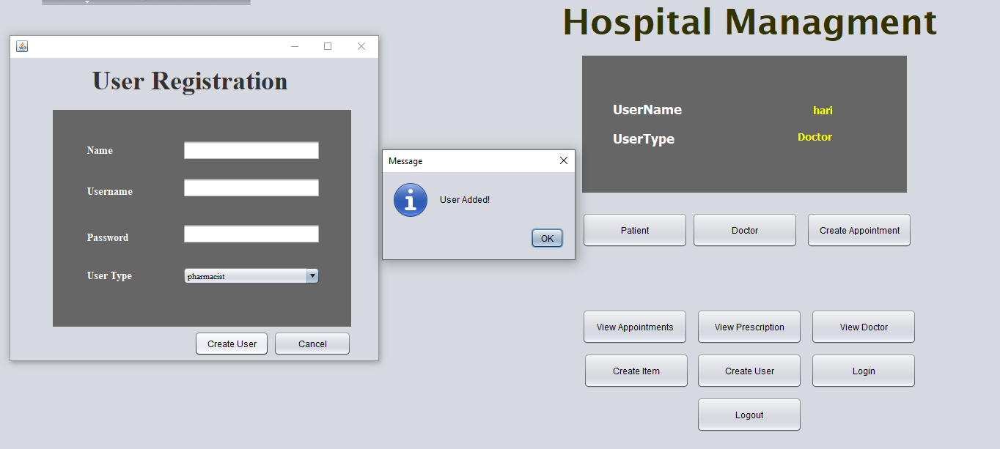 Hospital Managment
User Registration
Name
Username
Password
User Type
pharmacist
Create User
Cancel
Message
User Added!
OK
UserName
hari
UserType
Doctor
Patient
Doctor
Create Appointment
View Appointments
View Prescription
View Doctor
Create Item
Create User
Login
Logout